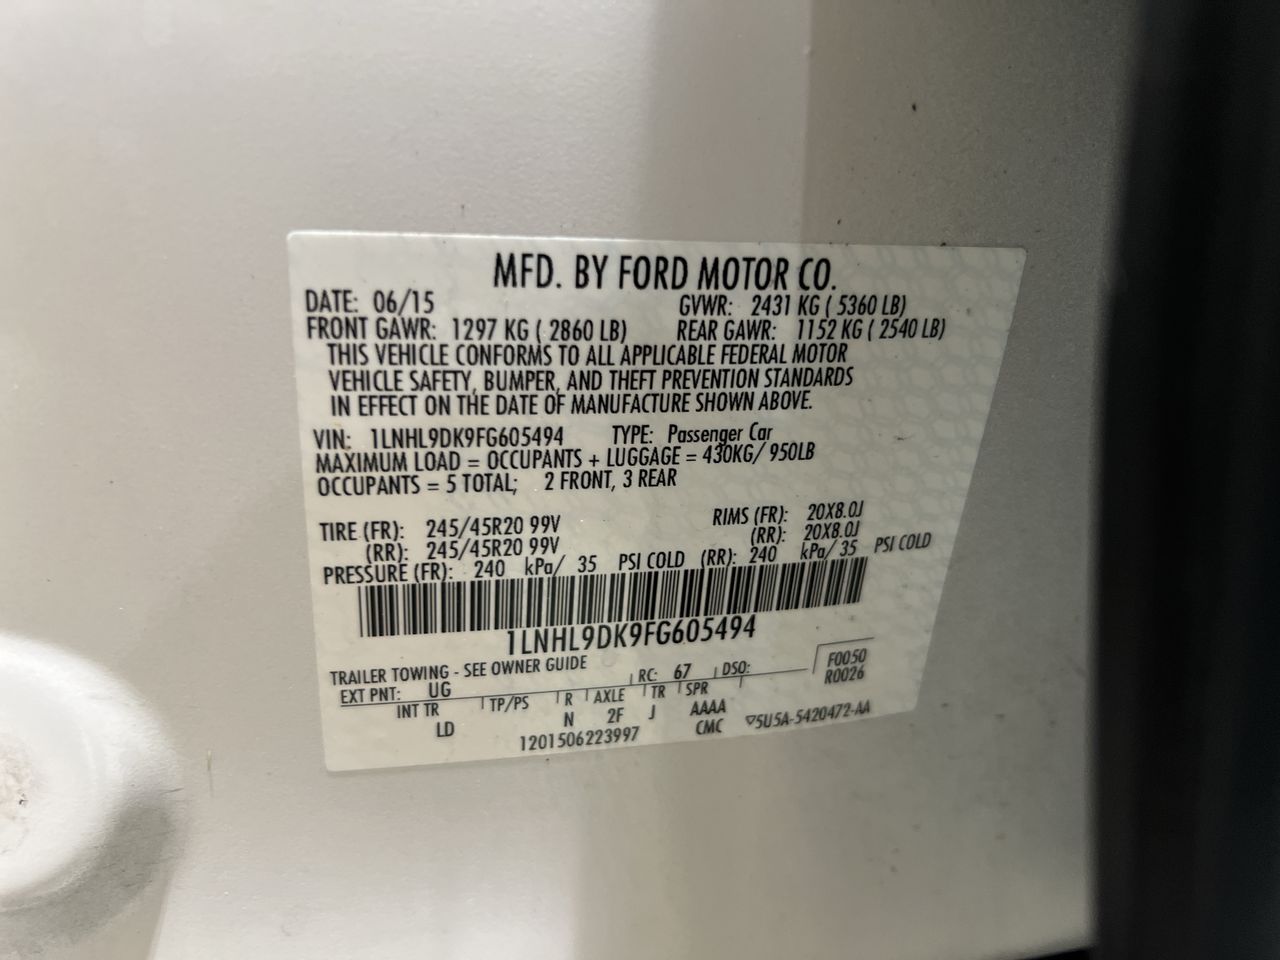 MFD. BY FORD MOTOR CO.
DATE: 06/15 GVWR: 2431 KG ( 5360 LB)
FRONT GAWR: 1297 KG ( 2860 LB) REAR GAWR: 1152 KG ( 2540 LB)
THIS VEHICLE CONFORMS TO ALL APPLICABLE FEDERAL MOTOR
VEHICLE SAFETY, BUMPER, AND THEFT PREVENTION STANDARDS
IN EFFECT ON THE DATE OF MANUFACTURE SHOWN ABOVE.
VIN: 1LNHL9DK9FG605494 TYPE: Passenger Car
MAXIMUM LOAD = OCCUPANTS + LUGGAGE = 430KG/ 950LB
OCCUPANTS = 5 TOTAL; 2 FRONT, 3 REAR
TIRE (FR): 245/45R20 99V RIMS (FR): 20X8.0J
(RR): 245/45R20 99V (RR): 20X8.0J
PRESSURE (FR): 240 kPa/ 35 PSI COLD (RR): 240 kPa/ 35 PSI COLD
1LNHL9DK9FG605494
TRAILER TOWING - SEE OWNER GUIDE RC: 67 DSO: F0050
EXT PNT: UG R0026
INT TR TP/PS R AXLE TR SPR
LD N 2F J AAAA
1201506223997 CMC ▽5U5A-5420472-AA